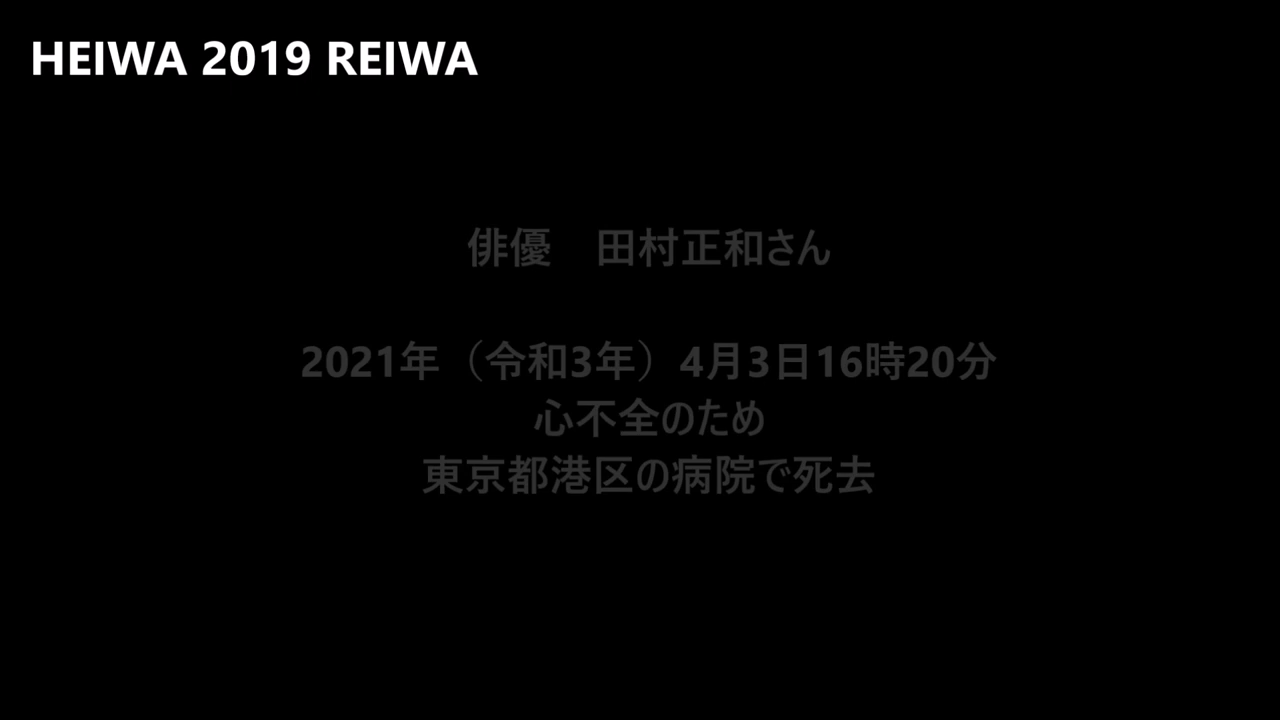 HEIWA 2019 REIWA
俳優　田村正和さん
2021年（令和3年）4月3日16時20分
心不全のため
東京都港区の病院で死去